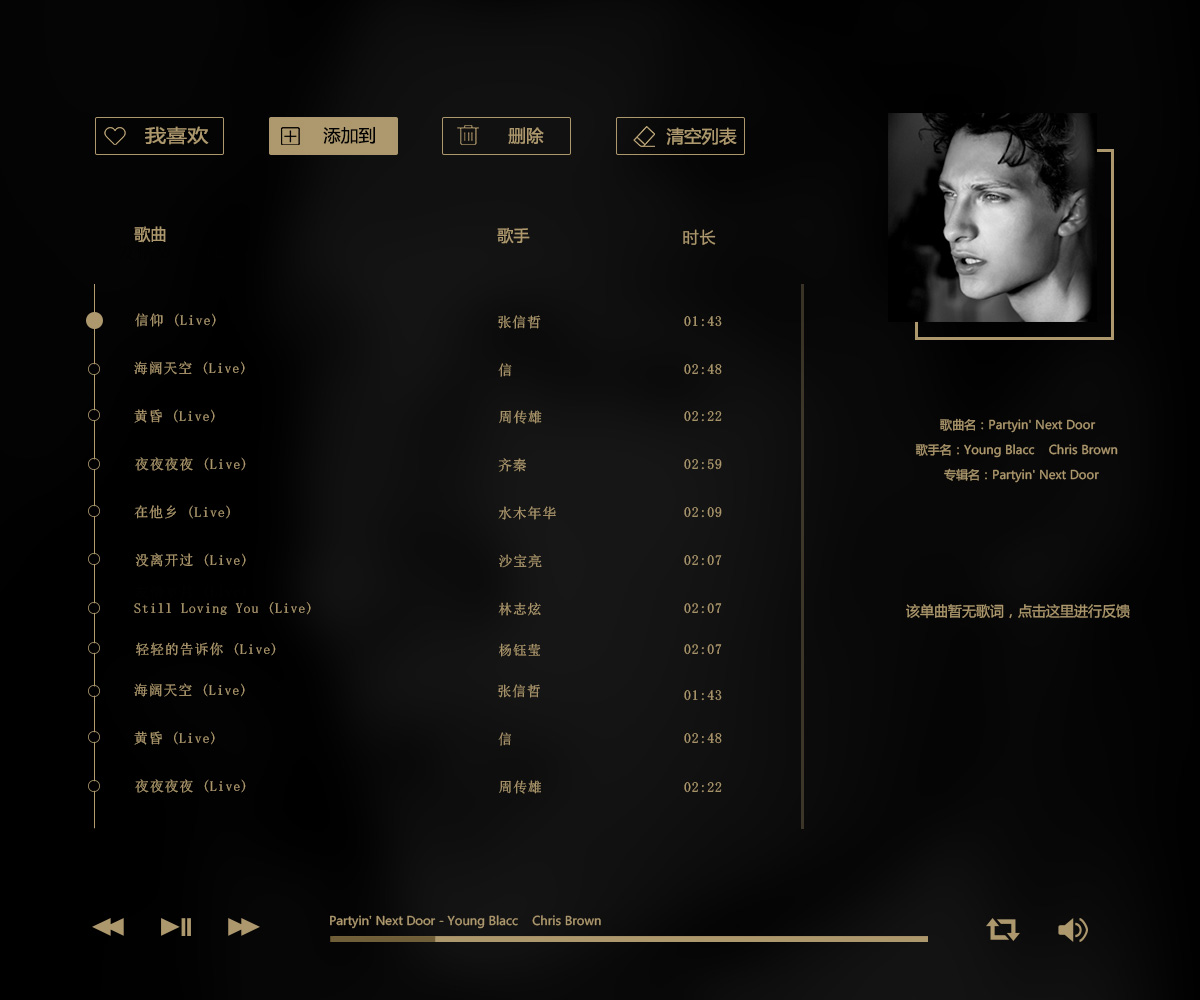 我喜欢 添加到 删除 清空列表
歌曲 歌手 时长
信仰 (Live) 张信哲 01:43
海阔天空 (Live) 信 02:48
黄昏 (Live) 周传雄 02:22
夜夜夜夜 (Live) 齐秦 02:59
在他乡 (Live) 水木年华 02:09
没离开过 (Live) 沙宝亮 02:07
Still Loving You (Live) 林志炫 02:07
轻轻的告诉你 (Live) 杨钰莹 02:07
海阔天空 (Live) 张信哲 01:43
黄昏 (Live) 信 02:48
夜夜夜夜 (Live) 周传雄 02:22
歌曲名：Partyin' Next Door
歌手名：Young Blacc Chris Brown
专辑名：Partyin' Next Door
该单曲暂无歌词，点击这里进行反馈
Partyin' Next Door - Young Blacc Chris Brown